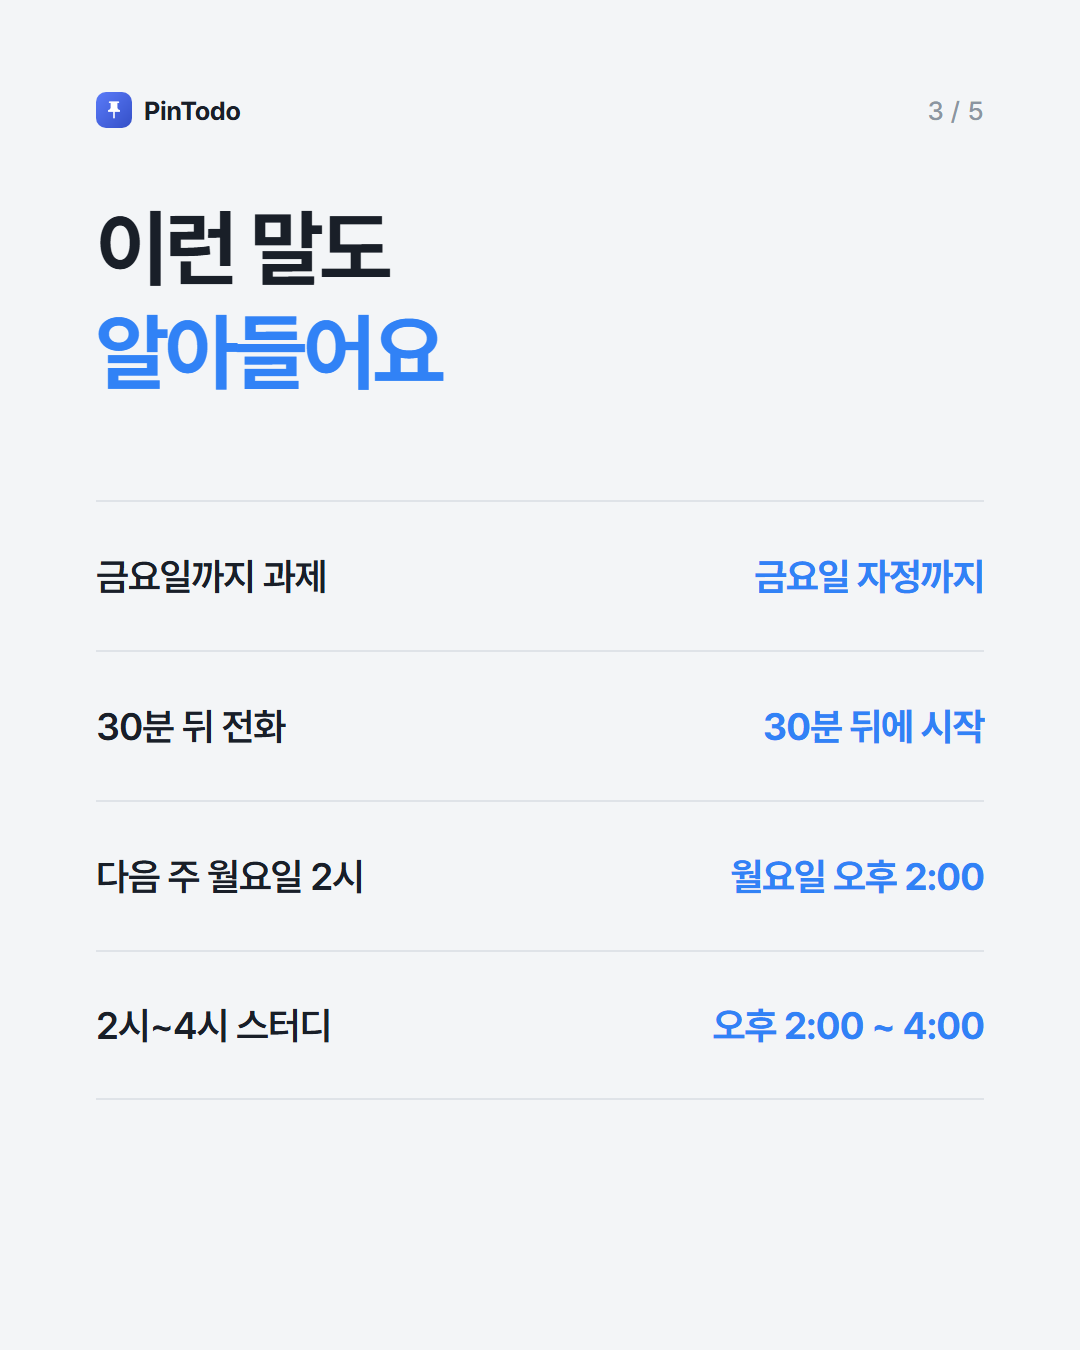 PinTodo
3 / 5
이런 말도
알아들어요
금요일까지 과제
금요일 자정까지
30분 뒤 전화
30분 뒤에 시작
다음 주 월요일 2시
월요일 오후 2:00
2시~4시 스터디
오후 2:00 ~ 4:00